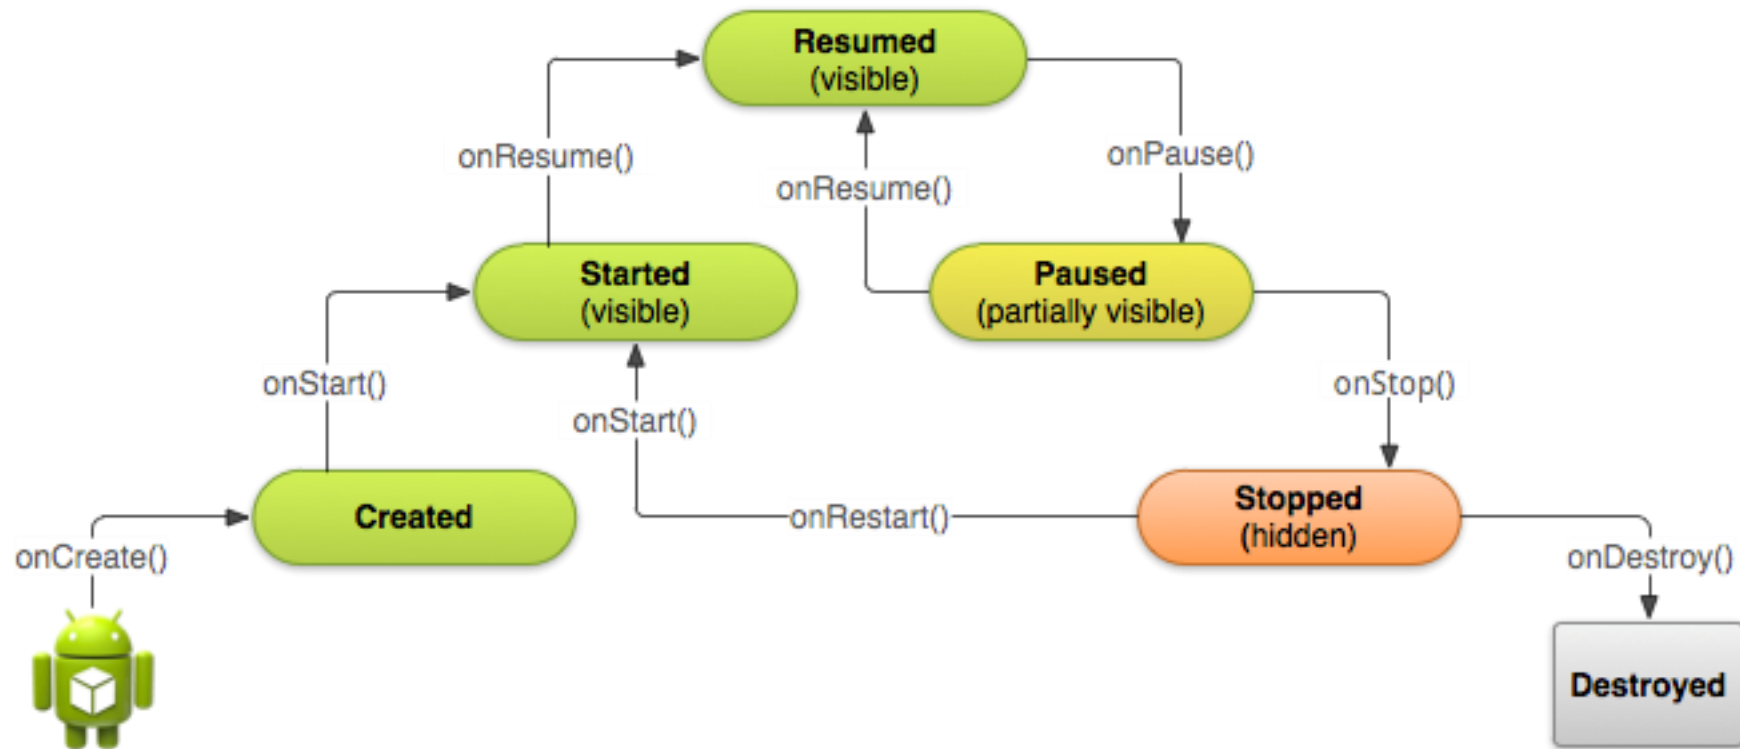 Resumed
(visible)
onResume()
onPause()
onResume()
Started
(visible)
Paused
(partially visible)
onStart()
onStop()
onStart()
Created
Stopped
(hidden)
onRestart()
onCreate()
onDestroy()
Destroyed